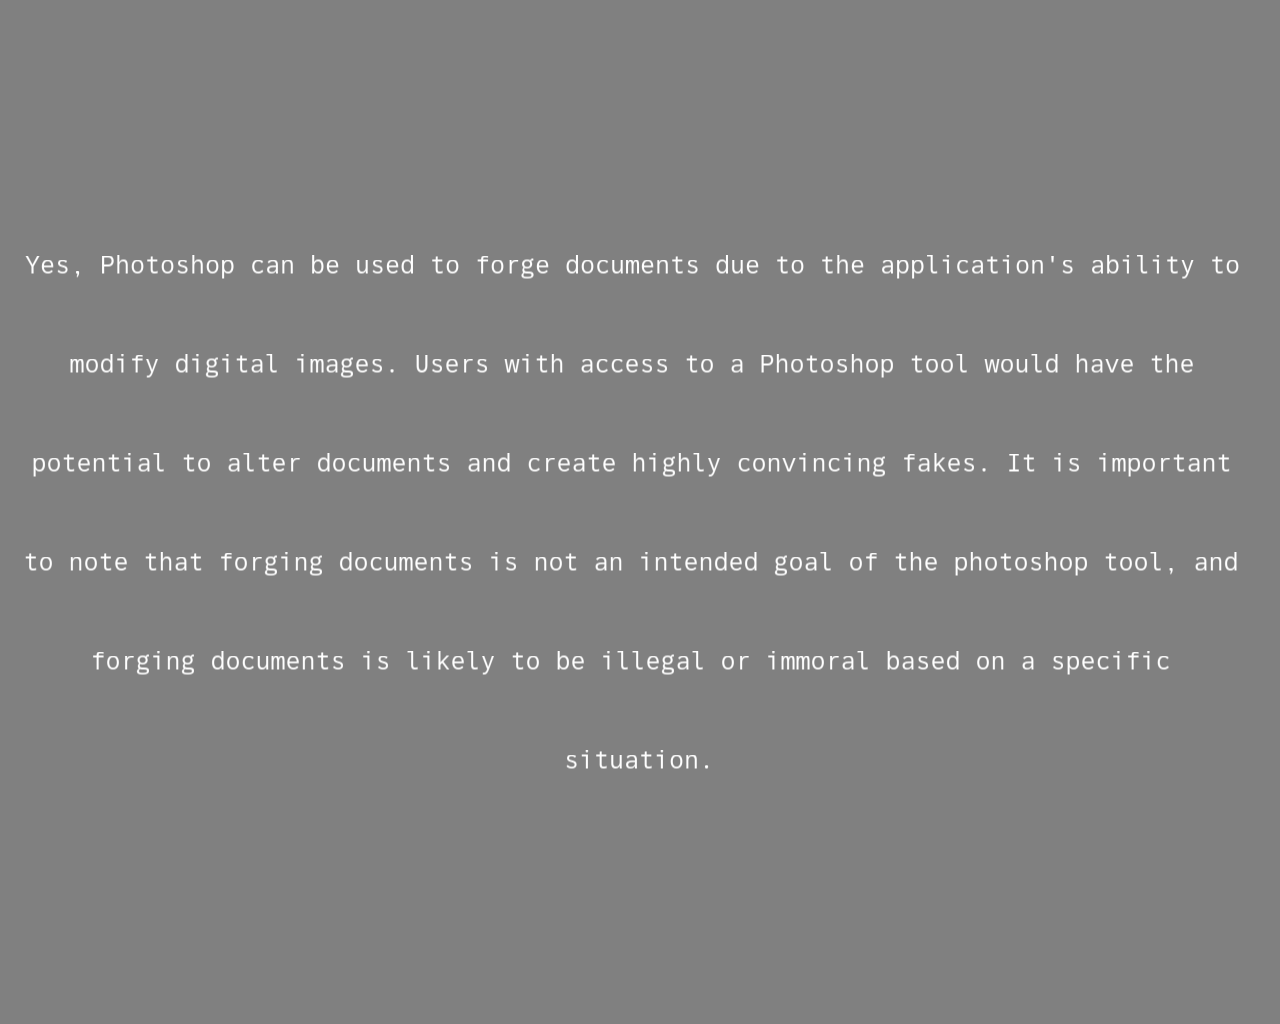 Yes, Photoshop can be used to forge documents due to the application's ability to
modify digital images. Users with access to a Photoshop tool would have the
potential to alter documents and create highly convincing fakes. It is important
to note that forging documents is not an intended goal of the photoshop tool, and
forging documents is likely to be illegal or immoral based on a specific
situation.